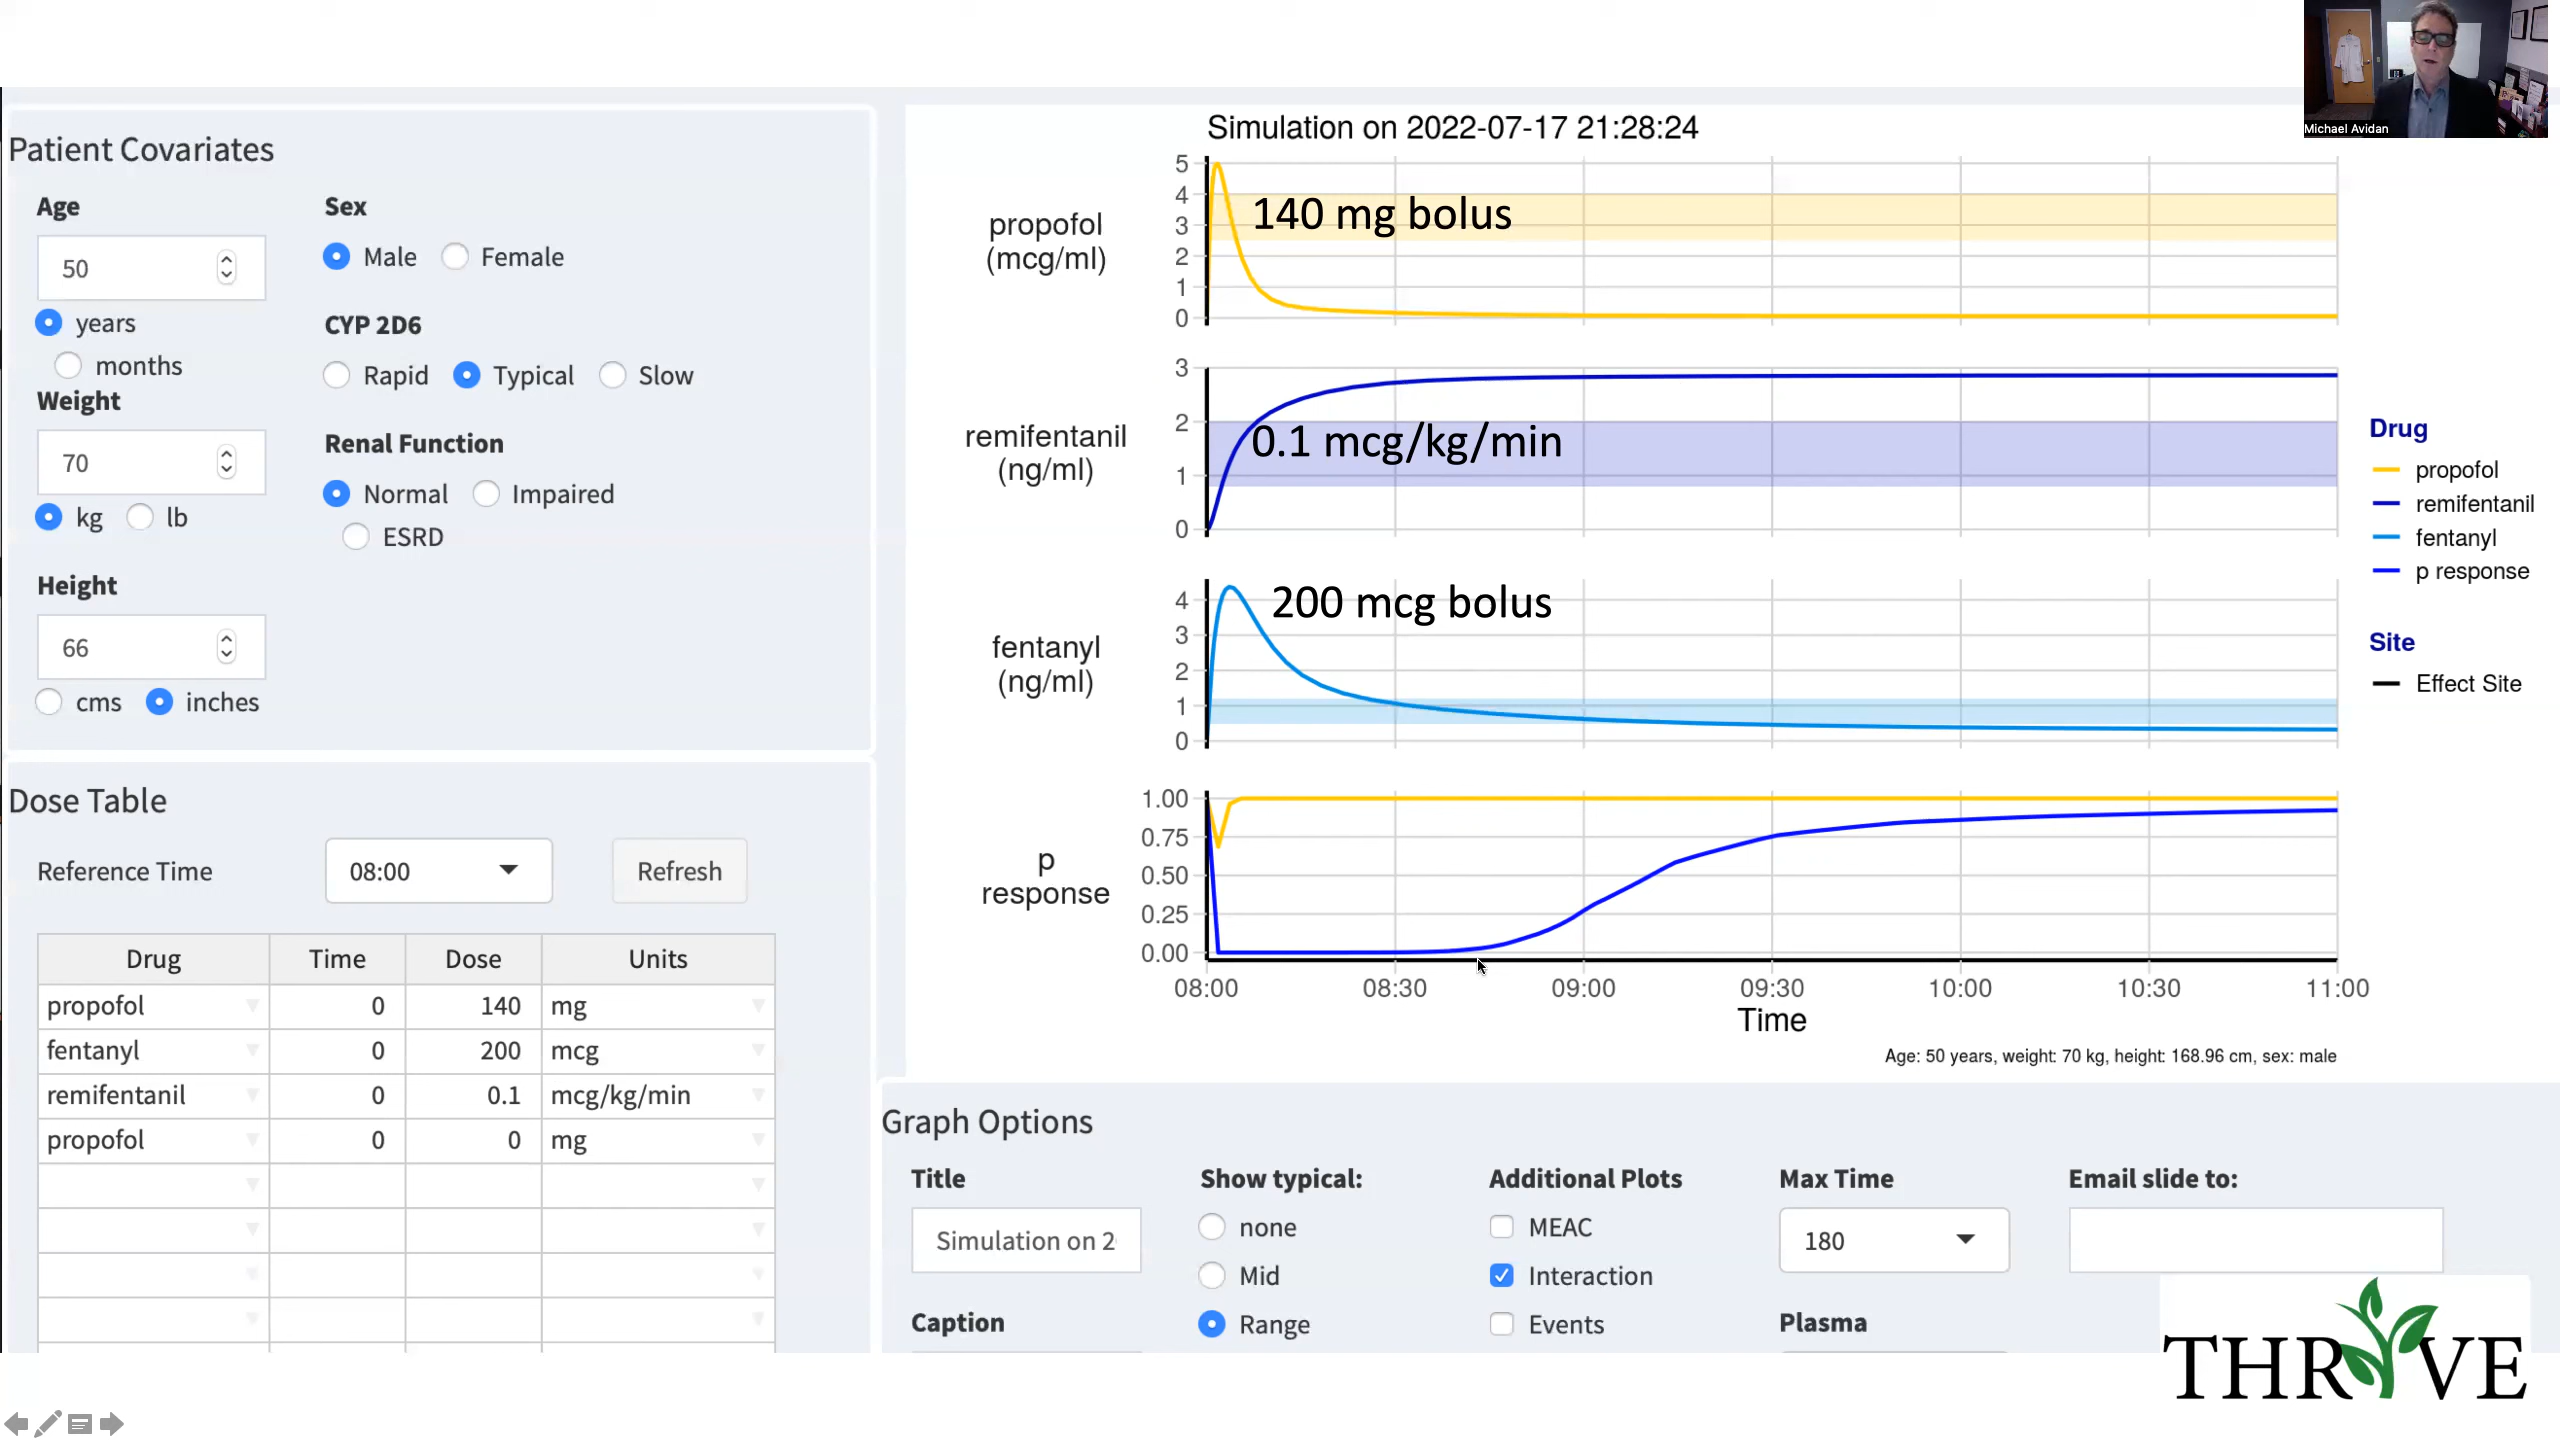 Michael Avidan
Patient Covariates
Age
50
years
months
Weight
70
kg lb
Height
66
cms inches
Sex
Male Female
CYP 2D6
Rapid Typical Slow
Renal Function
Normal Impaired
ESRD
Dose Table
Reference Time 08:00 Refresh
Drug Time Dose Units
propofol 0 140 mg
fentanyl 0 200 mcg
remifentanil 0 0.1 mcg/kg/min
propofol 0 0 mg
Simulation on 2022-07-17 21:28:24
propofol
(mcg/ml)
5
4
3
2
1
0
140 mg bolus
remifentanil
(ng/ml)
3
2
1
0
0.1 mcg/kg/min
fentanyl
(ng/ml)
4
3
2
1
0
200 mcg bolus
p
response
1.00
0.75
0.50
0.25
0.00
08:00 08:30 09:00 09:30 10:00 10:30 11:00
Time
Age: 50 years, weight: 70 kg, height: 168.96 cm, sex: male
Drug
propofol
remifentanil
fentanyl
p response
Site
Effect Site
Graph Options
Title
Simulation on 2
Caption
Show typical:
none
Mid
Range
Additional Plots
MEAC
Interaction
Events
Max Time
180
Plasma
Email slide to:
THRIVE